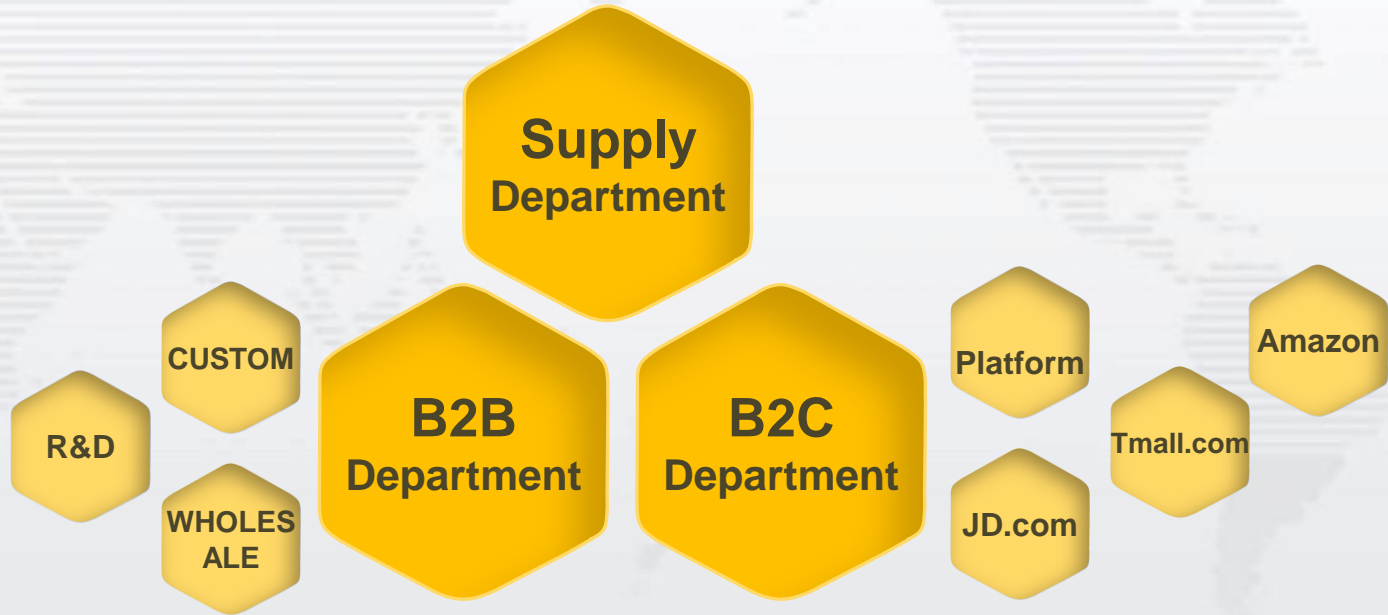 Supply
Department
CUSTOM
R&D
WHOLES
ALE
B2B
Department
B2C
Department
Platform
JD.com
Tmall.com
Amazon